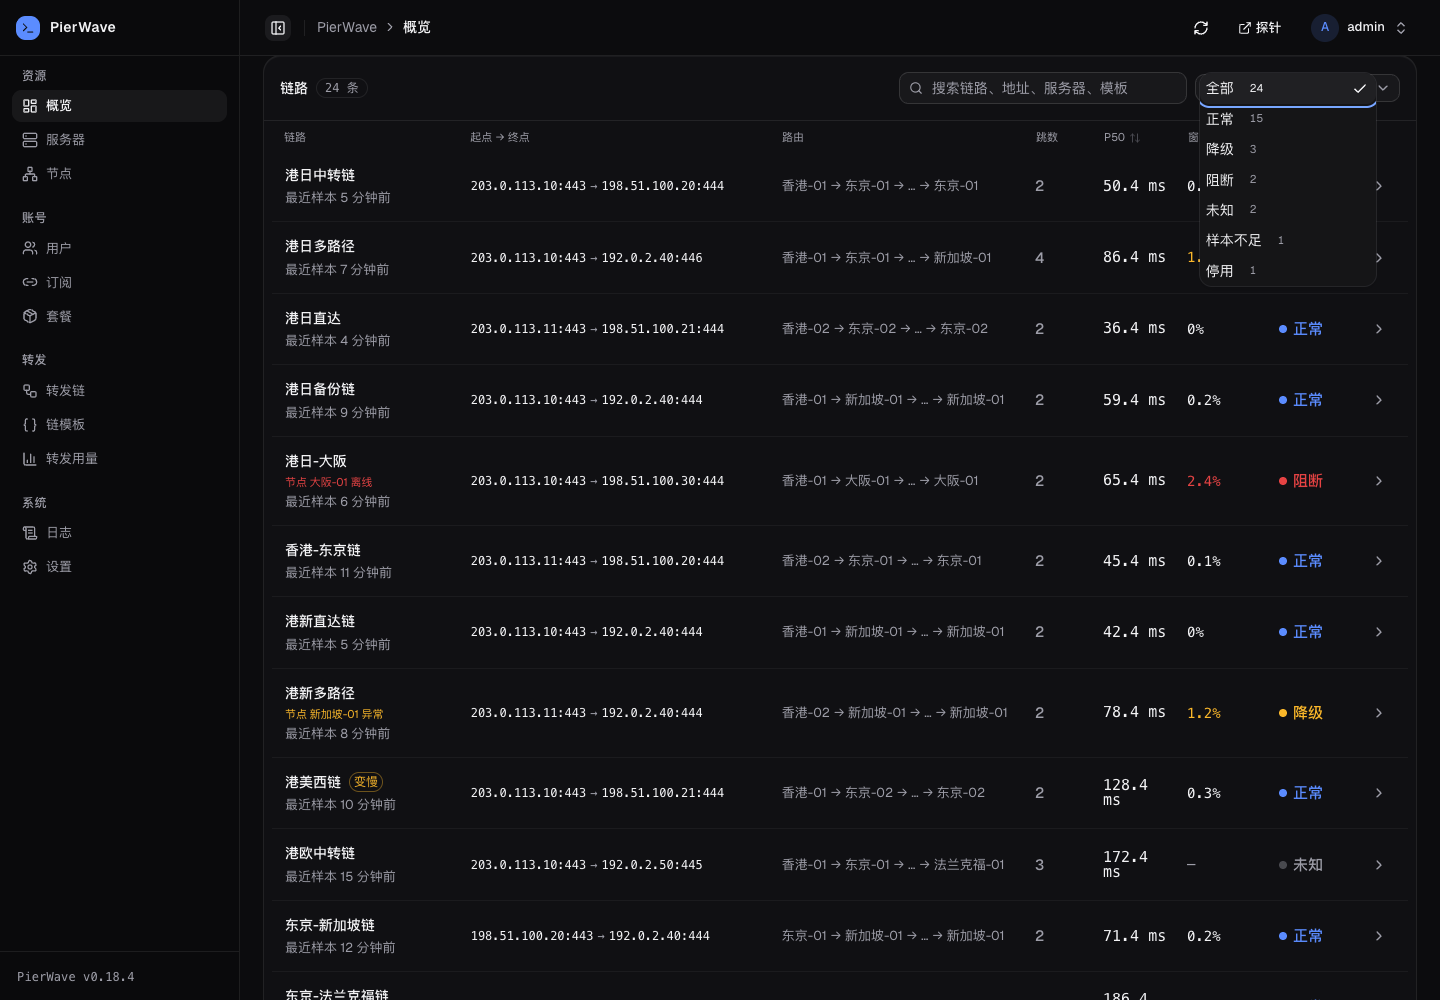 PierWave
PierWave > 概览
探针
A admin
资源
概览
服务器
节点
账号
用户
订阅
套餐
转发
转发链
链模板
转发用量
系统
日志
设置
PierWave v0.18.4
链路 24 条
搜索链路、地址、服务器、模板
全部 24
正常 15
降级 3
阻断 2
未知 2
样本不足 1
停用 1
链路 起点 → 终点 路由 跳数 P50 窗
港日中转链
最近样本 5 分钟前
203.0.113.10:443 → 198.51.100.20:444 香港-01 → 东京-01 → … → 东京-01 2 50.4 ms 0.
港日多路径
最近样本 7 分钟前
203.0.113.10:443 → 192.0.2.40:446 香港-01 → 东京-01 → … → 新加坡-01 4 86.4 ms 1.
港日直达
最近样本 4 分钟前
203.0.113.11:443 → 198.51.100.21:444 香港-02 → 东京-02 → … → 东京-02 2 36.4 ms 0% 正常
港日备份链
最近样本 9 分钟前
203.0.113.10:443 → 192.0.2.40:444 香港-01 → 新加坡-01 → … → 新加坡-01 2 59.4 ms 0.2% 正常
港日-大阪
节点 大阪-01 离线
最近样本 6 分钟前
203.0.113.10:443 → 198.51.100.30:444 香港-01 → 大阪-01 → … → 大阪-01 2 65.4 ms 2.4% 阻断
香港-东京链
最近样本 11 分钟前
203.0.113.11:443 → 198.51.100.20:444 香港-02 → 东京-01 → … → 东京-01 2 45.4 ms 0.1% 正常
港新直达链
最近样本 5 分钟前
203.0.113.10:443 → 192.0.2.40:444 香港-01 → 新加坡-01 → … → 新加坡-01 2 42.4 ms 0% 正常
港新多路径
节点 新加坡-01 异常
最近样本 8 分钟前
203.0.113.11:443 → 192.0.2.40:444 香港-02 → 新加坡-01 → … → 新加坡-01 2 78.4 ms 1.2% 降级
港美西链 变慢
最近样本 10 分钟前
203.0.113.10:443 → 198.51.100.21:444 香港-01 → 东京-02 → … → 东京-02 2 128.4 ms 0.3% 正常
港欧中转链
最近样本 15 分钟前
203.0.113.10:443 → 192.0.2.50:445 香港-01 → 东京-01 → … → 法兰克福-01 3 172.4 ms — 未知
东京-新加坡链
最近样本 12 分钟前
198.51.100.20:443 → 192.0.2.40:444 东京-01 → 新加坡-01 → … → 新加坡-01 2 71.4 ms 0.2% 正常
东京-法兰克福链 186.4